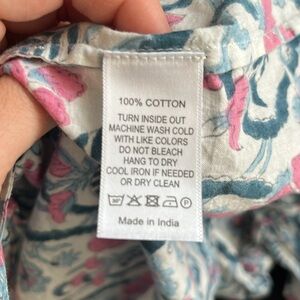 100% COTTON
TURN INSIDE OUT
MACHINE WASH COLD
WITH LIKE COLORS
DO NOT BLEACH
HANG TO DRY
COOL IRON IF NEEDED
OR DRY CLEAN
Made in India